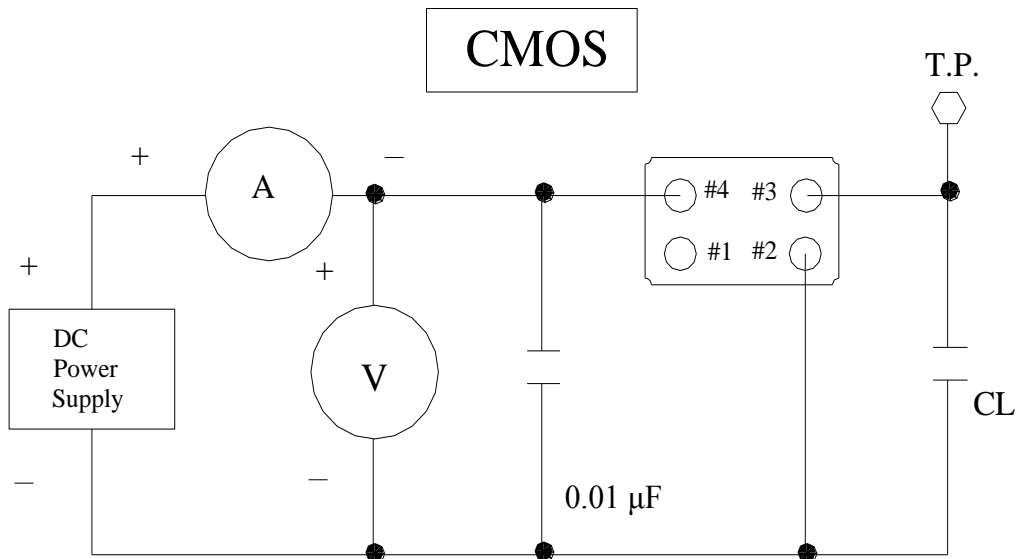 CMOS
T.P.
+
−
A
#4 #3
+
+
#1 #2
DC
Power
Supply
V
CL
−
−
0.01 μF